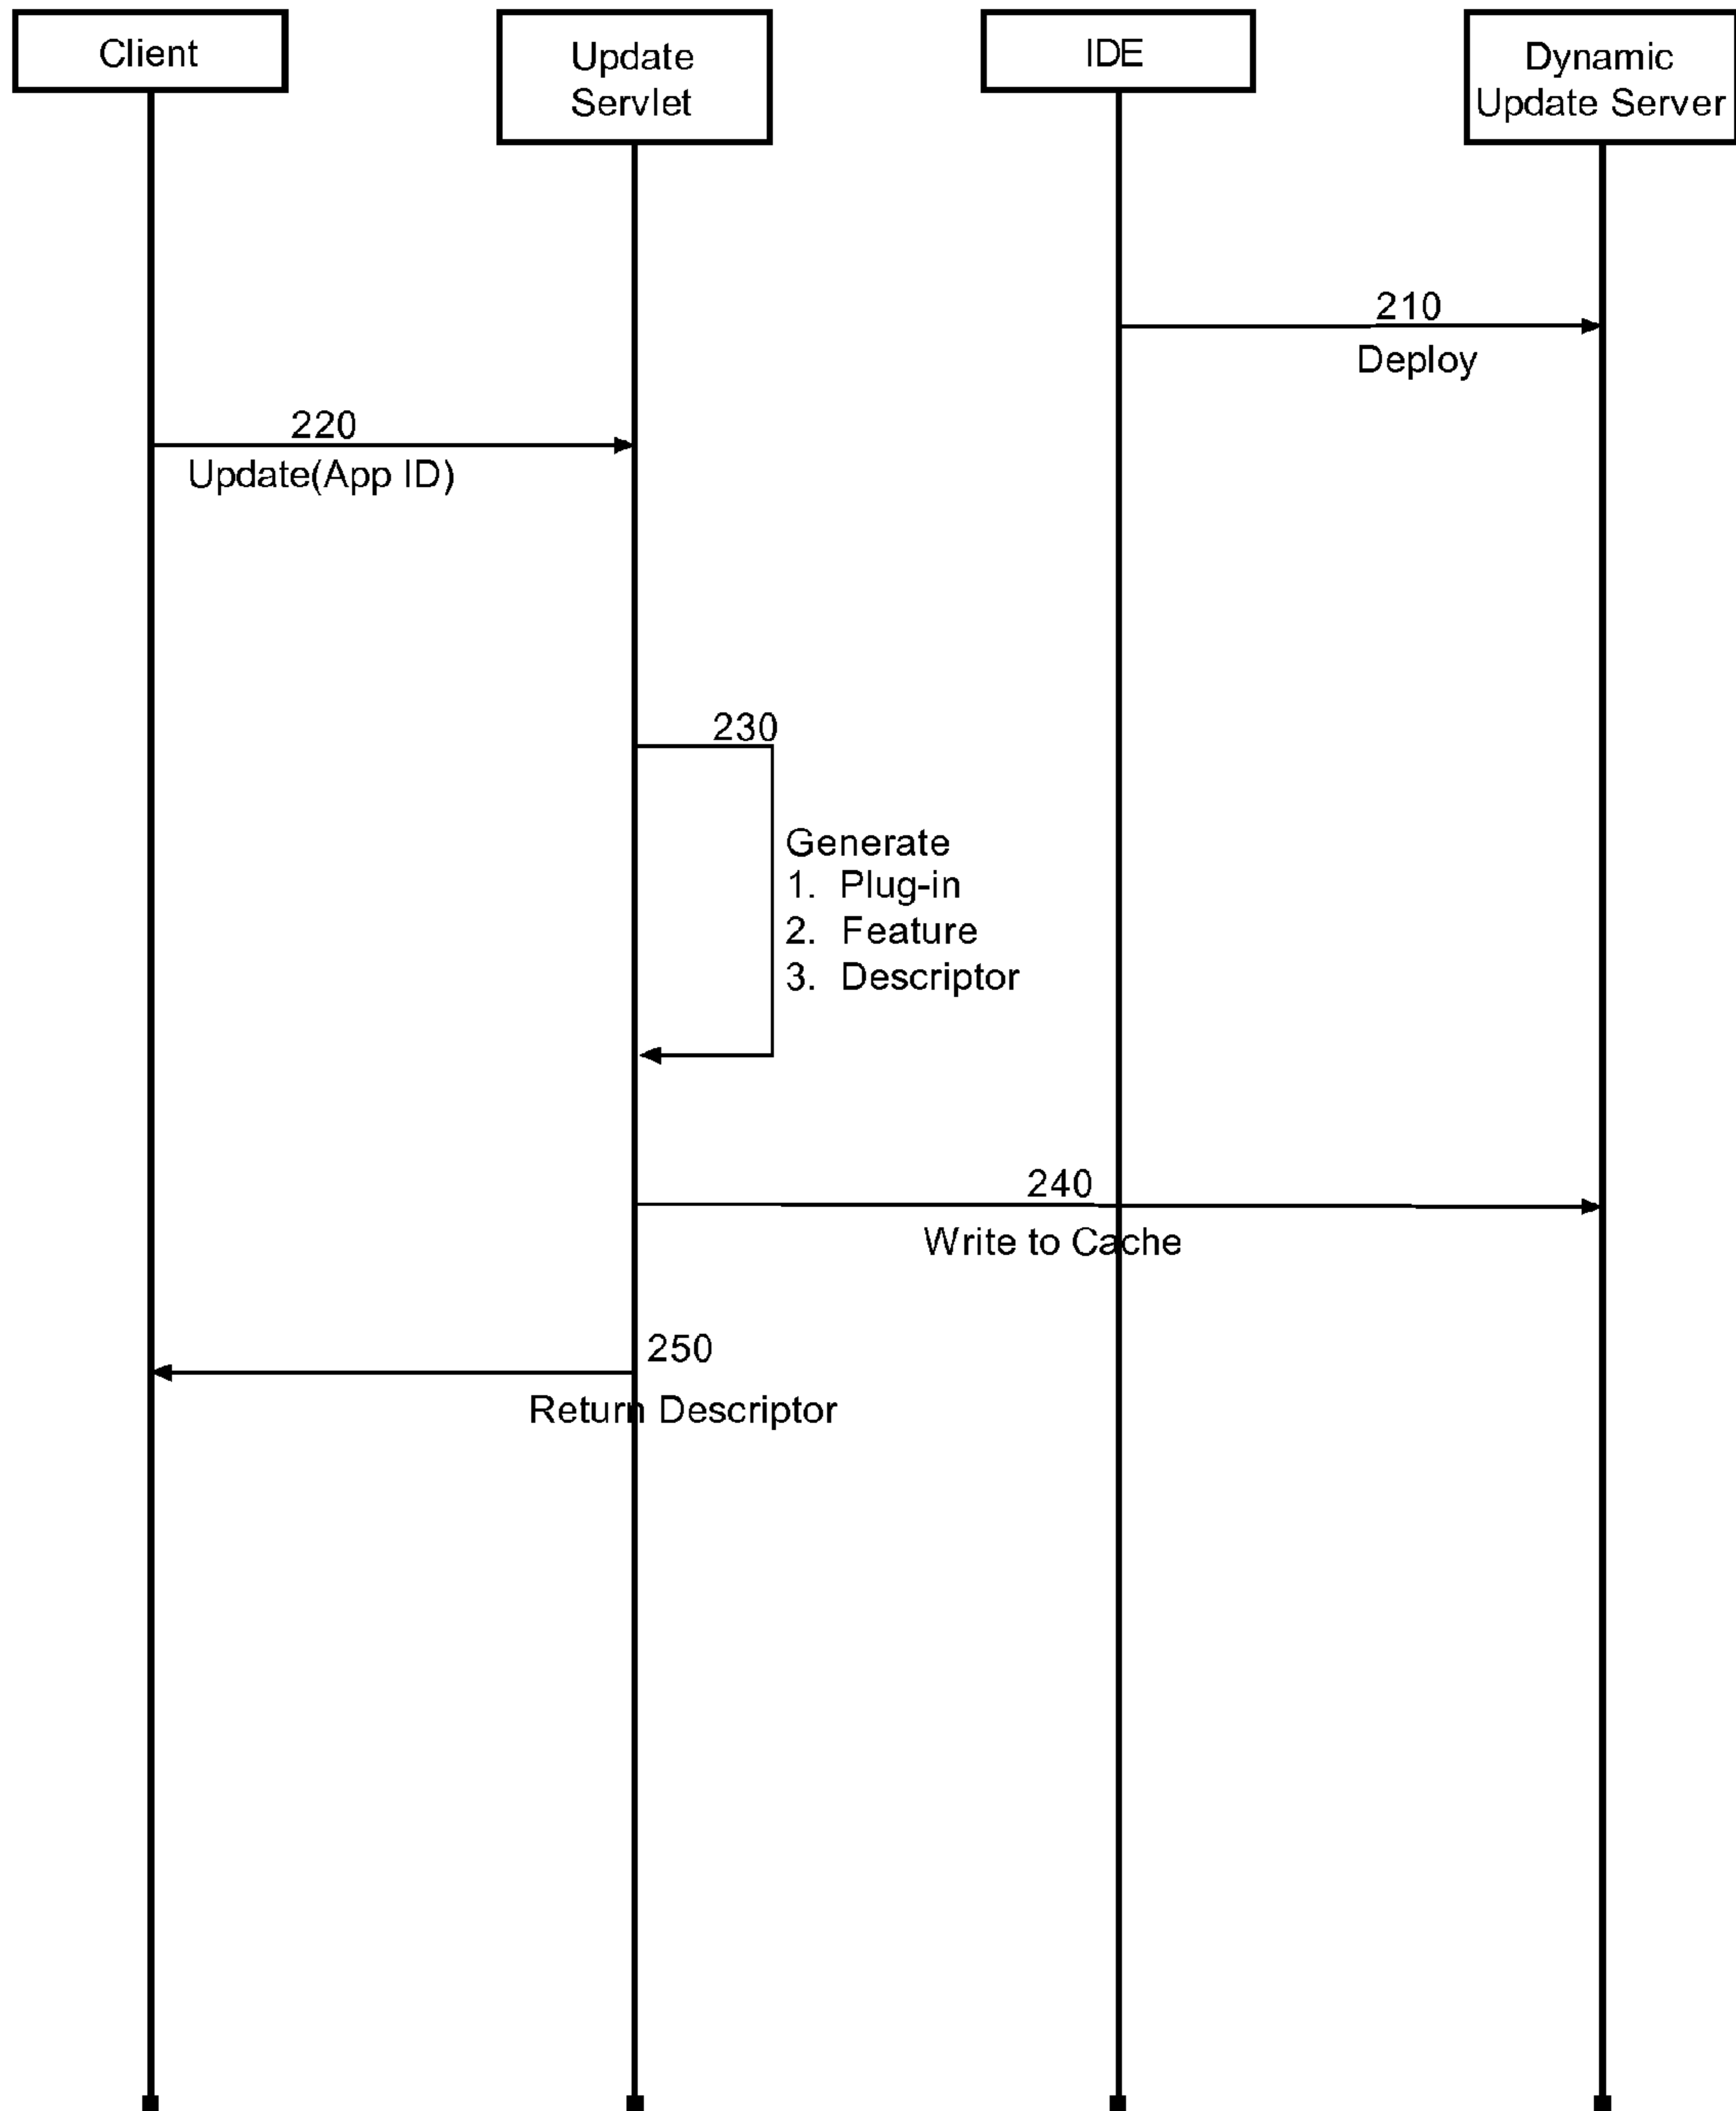 Client
Update
Servlet
IDE
Dynamic
Update Server
210
Deploy
220
Update(App ID)
230
Generate
1. Plug-in
2. Feature
3. Descriptor
240
Write to Cache
250
Return Descriptor